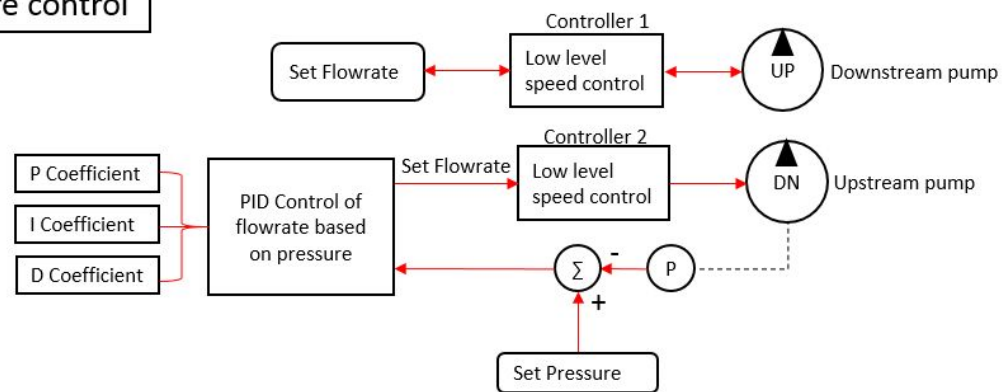 re control
Controller 1
Set Flowrate
Low level
speed control
UP
Downstream pump
Controller 2
P Coefficient
I Coefficient
D Coefficient
PID Control of
flowrate based
on pressure
Set Flowrate
Low level
speed control
DN
Upstream pump
Σ
-
P
+
Set Pressure